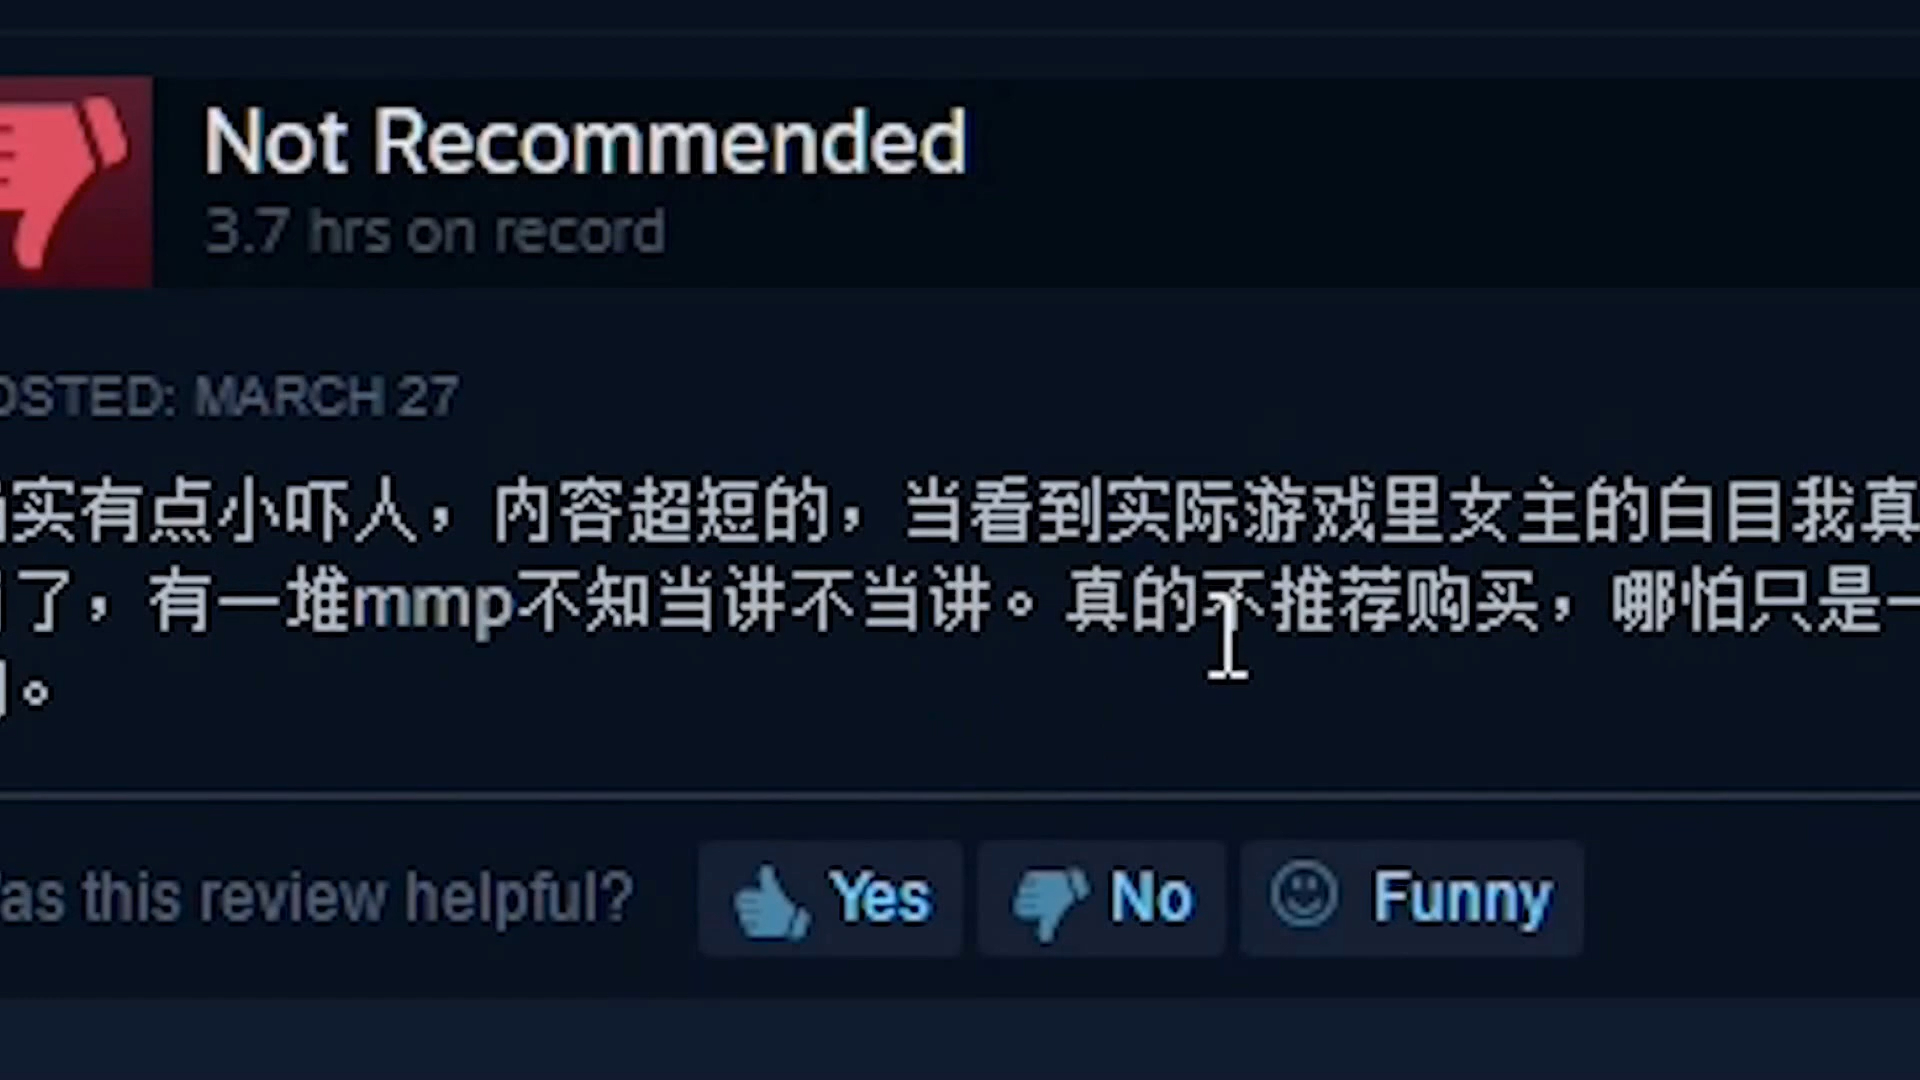 Not Recommended
3.7 hrs on record
OSTED: MARCH 27
实有点小吓人，内容超短的，当看到实际游戏里女主的白目我真
了，有一堆mmp不知当讲不当讲。真的不推荐购买，哪怕只是一
。
as this review helpful?
Yes
No
Funny